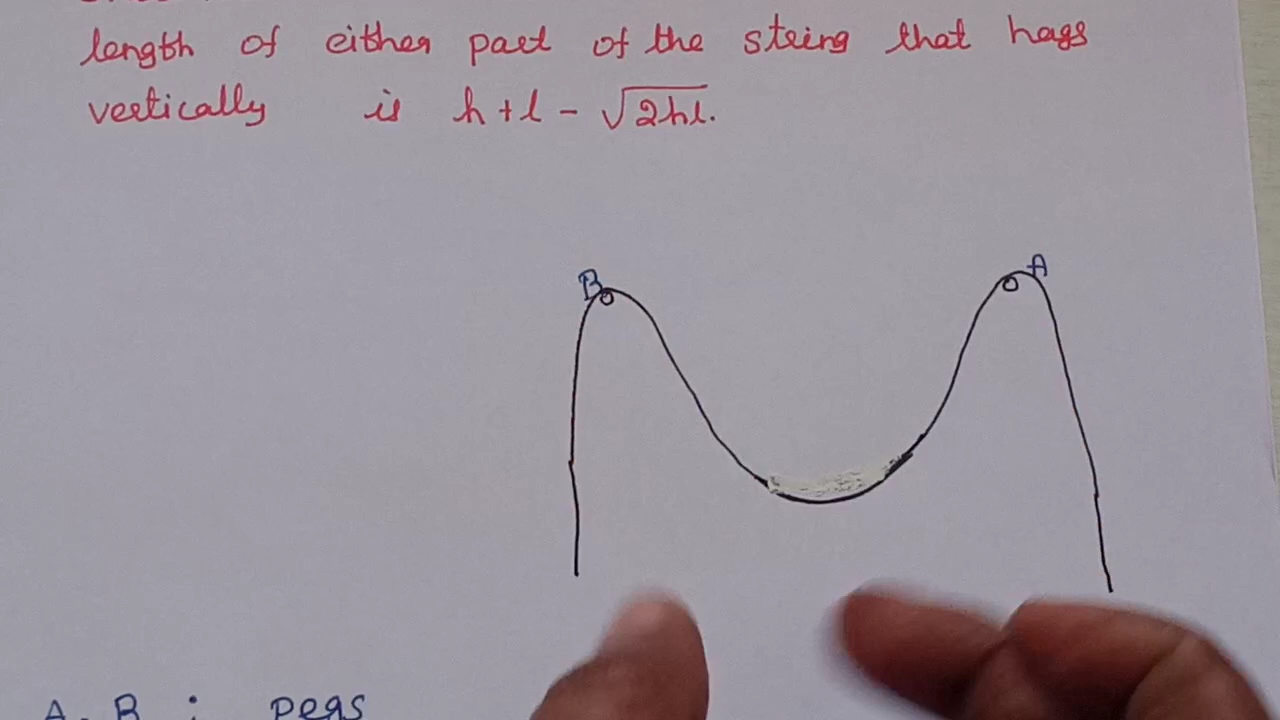 length of either part of the string that hags
vertically is h+l - √2hl.
B
A
A, B : pegs